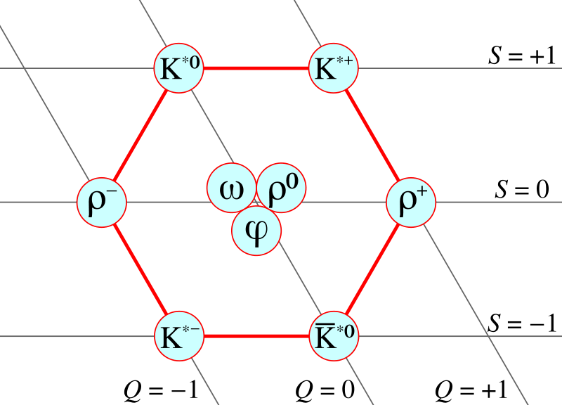 K*⁰ K*⁺ S = +1
ω ρ⁰
ρ⁻ ρ⁺ S = 0
φ
K*⁻ K̅*⁰ S = −1
Q = −1 Q = 0 Q = +1